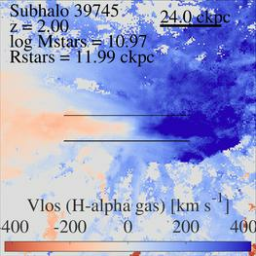 Subhalo 39745
24.0 ckpc
z = 2.00
log Mstars = 10.97
Rstars = 11.99 ckpc
Vlos (H-alpha gas) [km s⁻¹]
400 -200 0 200 400